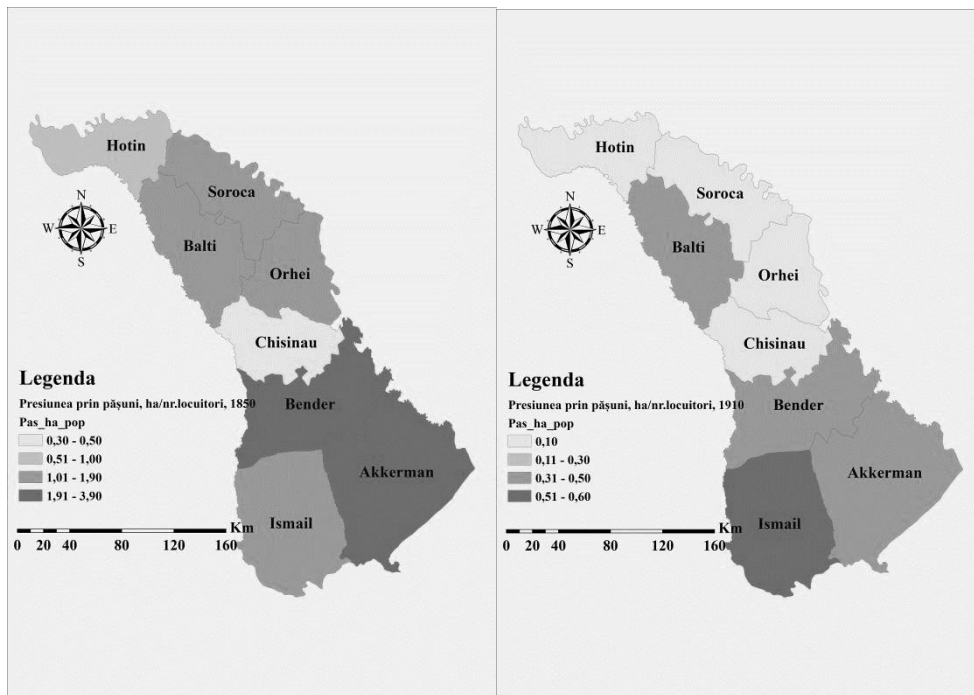 Hotin
Soroca
Balti
Orhei
Chisinau
Bender
Akkerman
Ismail
N
W E
S
Legenda
Presiunea prin pășuni, ha/nr.locuitori, 1850
Pas_ha_pop
0,30 - 0,50
0,51 - 1,00
1,01 - 1,90
1,91 - 3,90
Km
0 20 40 80 120 160
Hotin
Soroca
Balti
Orhei
Chisinau
Bender
Akkerman
Ismail
N
W E
S
Legenda
Presiunea prin pășuni, ha/nr.locuitori, 1910
Pas_ha_pop
0,10
0,11 - 0,30
0,31 - 0,50
0,51 - 0,60
Km
0 20 40 80 120 160